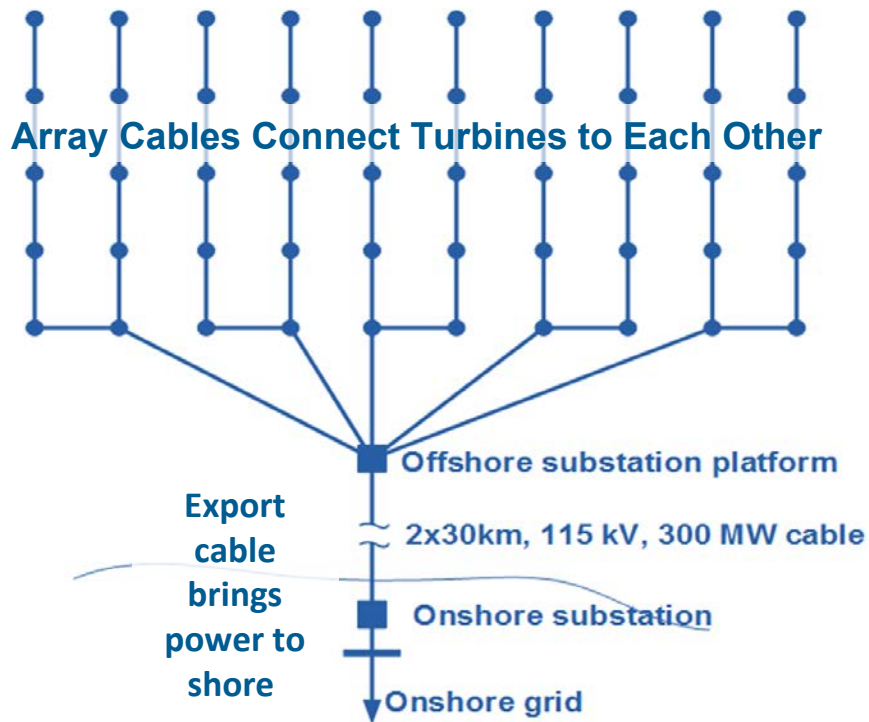 Array Cables Connect Turbines to Each Other
Offshore substation platform
2x30km, 115 kV, 300 MW cable
Export
cable
brings
power to
shore
Onshore substation
Onshore grid